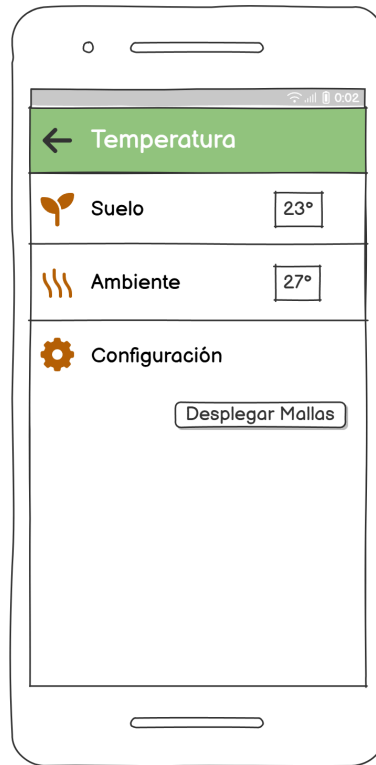 0:02
Temperatura
Suelo 23°
Ambiente 27°
Configuración
Desplegar Mallas